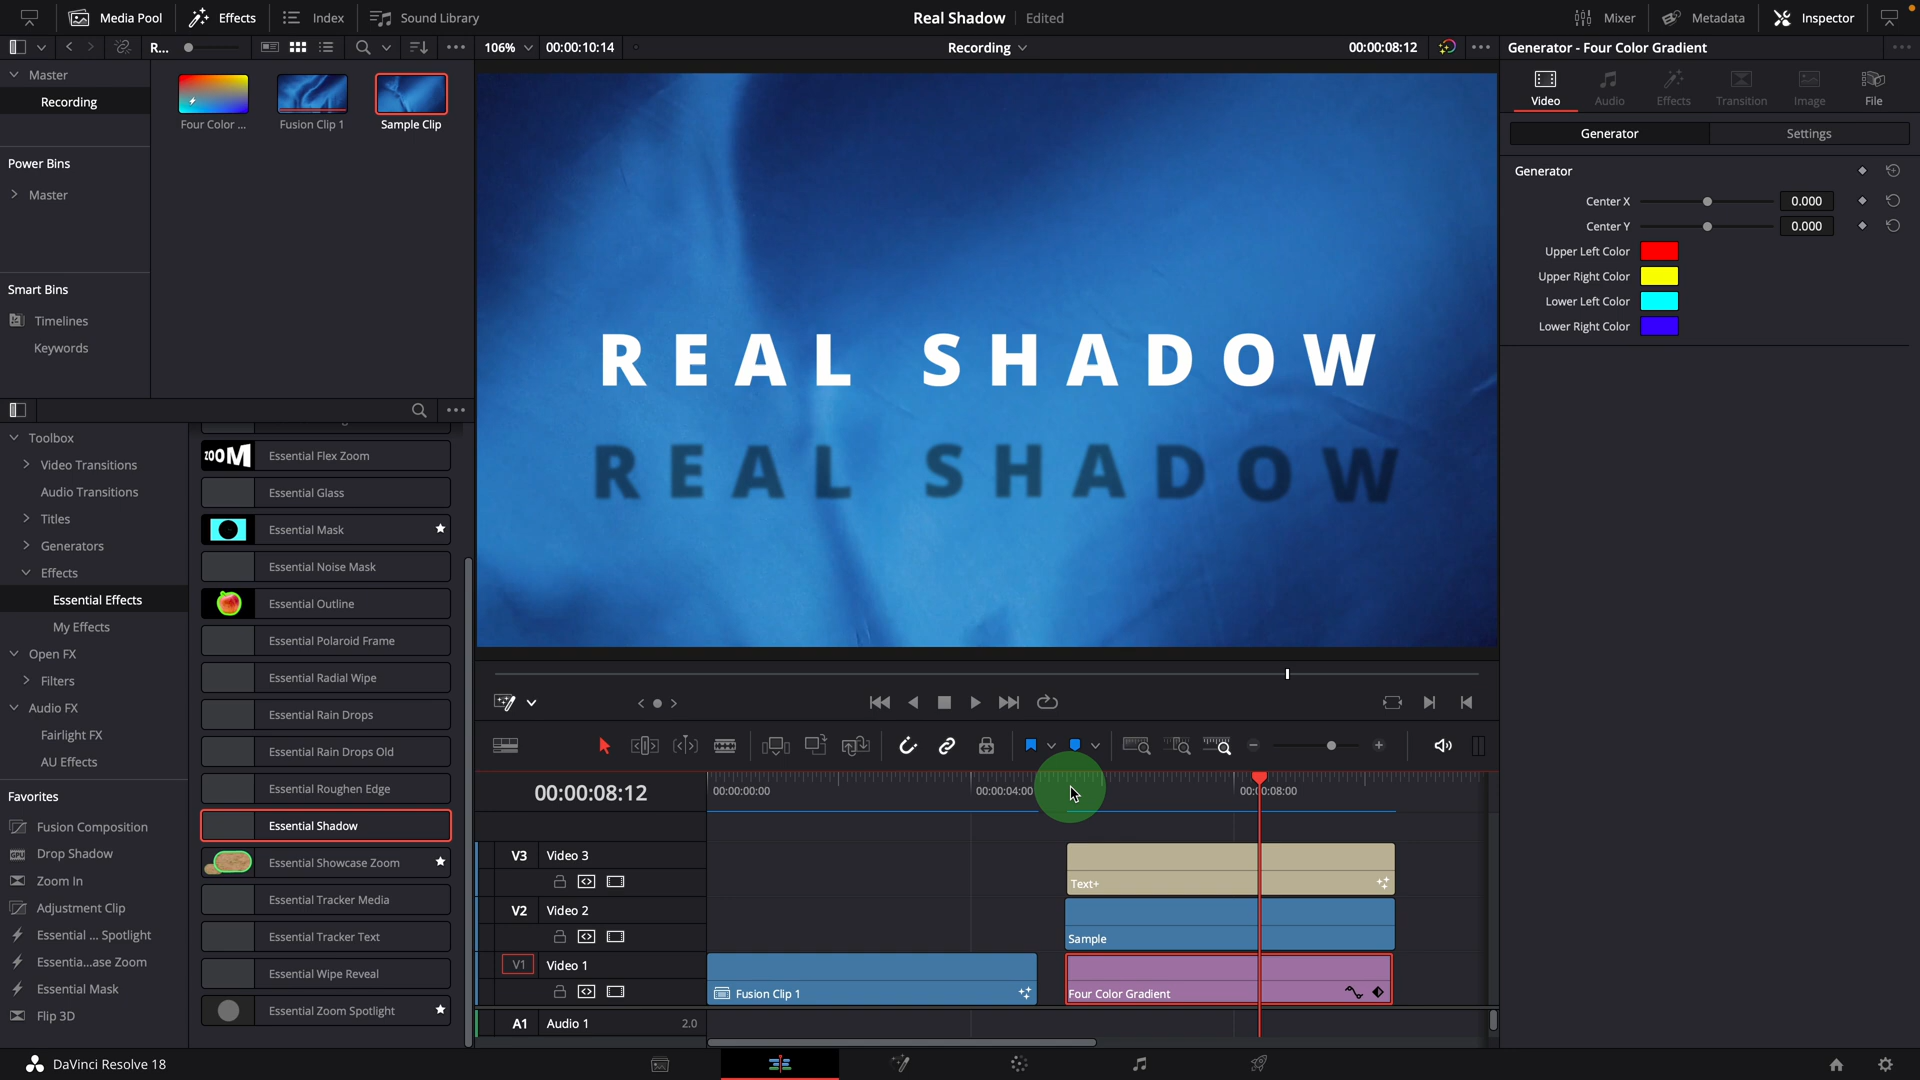 Media Pool
Effects
Index
Sound Library
Real Shadow
Edited
Mixer
Metadata
Inspector
R...
106%
00:00:10:14
Recording
00:00:08:12
Generator - Four Color Gradient
Master
Recording
Four Color ...
Fusion Clip 1
Sample Clip
Power Bins
Master
Smart Bins
Timelines
Keywords
Video
Audio
Effects
Transition
Image
File
Generator
Settings
Generator
Center X
0.000
Center Y
0.000
Upper Left Color
Upper Right Color
Lower Left Color
Lower Right Color
REAL SHADOW
REAL SHADOW
Toolbox
Video Transitions
Audio Transitions
Titles
Generators
Effects
Essential Effects
My Effects
Open FX
Filters
Audio FX
Fairlight FX
AU Effects
Favorites
Fusion Composition
Drop Shadow
Zoom In
Adjustment Clip
Essential ... Spotlight
Essentia...ase Zoom
Essential Mask
Flip 3D
ZOOM
Essential Flex Zoom
Essential Glass
Essential Mask
Essential Noise Mask
Essential Outline
Essential Polaroid Frame
Essential Radial Wipe
Essential Rain Drops
Essential Rain Drops Old
Essential Roughen Edge
Essential Shadow
Essential Showcase Zoom
Essential Tracker Media
Essential Tracker Text
Essential Wipe Reveal
Essential Zoom Spotlight
00:00:08:12
00:00:00:00
00:00:04:00
00:00:08:00
V3
Video 3
Text+
V2
Video 2
Sample
V1
Video 1
Fusion Clip 1
Four Color Gradient
A1
Audio 1
2.0
DaVinci Resolve 18